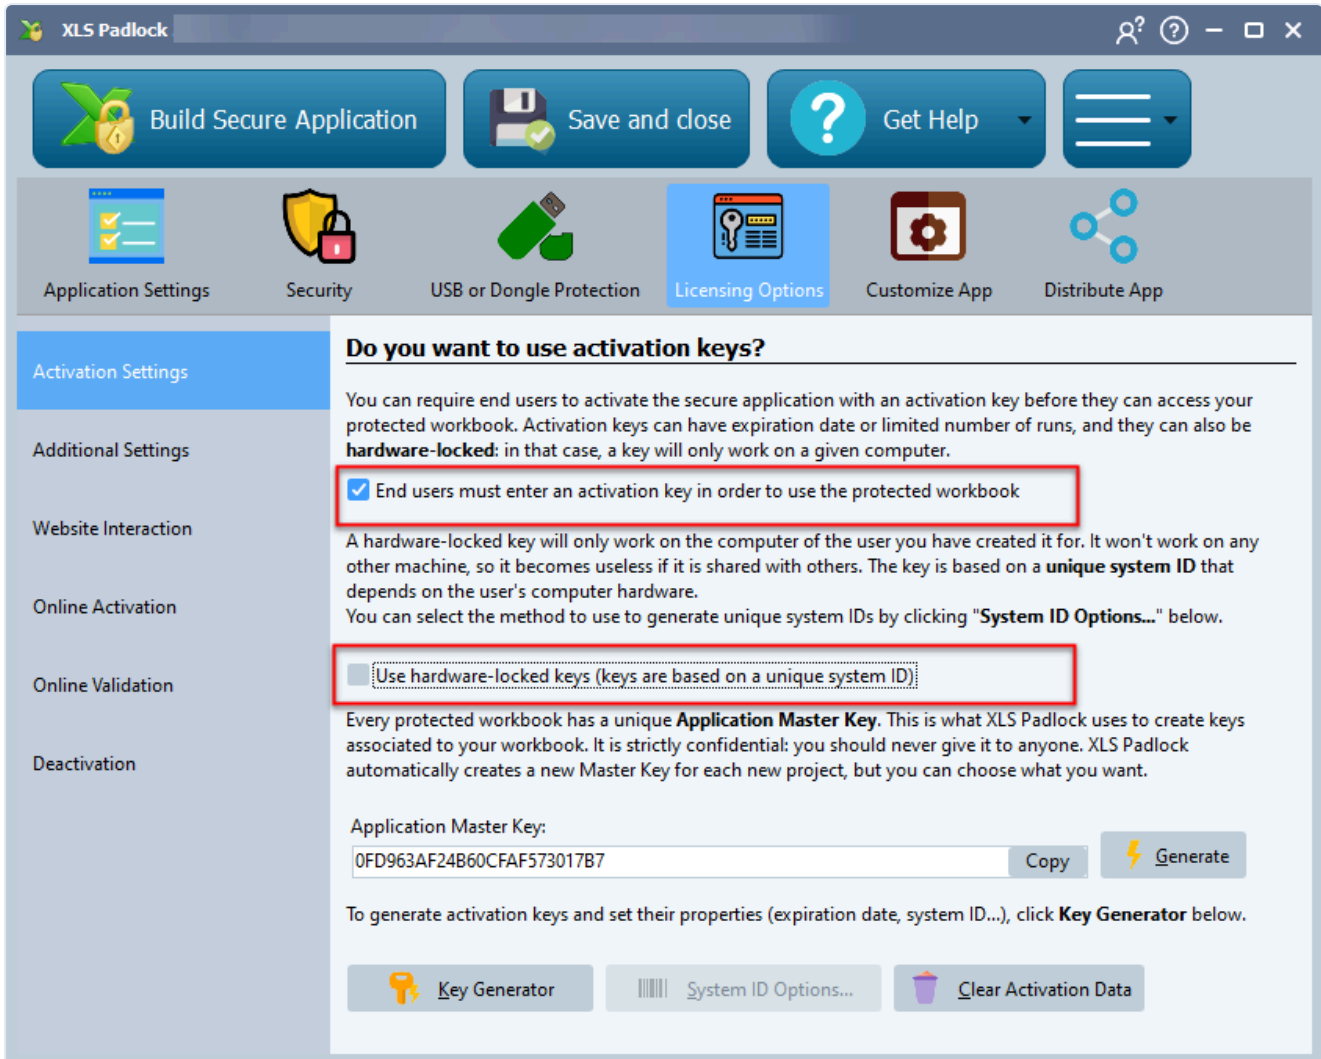 XLS Padlock
Build Secure Application
Save and close
Get Help
Application Settings
Security
USB or Dongle Protection
Licensing Options
Customize App
Distribute App
Activation Settings
Additional Settings
Website Interaction
Online Activation
Online Validation
Deactivation
Do you want to use activation keys?
You can require end users to activate the secure application with an activation key before they can access your
protected workbook. Activation keys can have expiration date or limited number of runs, and they can also be
hardware-locked: in that case, a key will only work on a given computer.
End users must enter an activation key in order to use the protected workbook
A hardware-locked key will only work on the computer of the user you have created it for. It won't work on any
other machine, so it becomes useless if it is shared with others. The key is based on a unique system ID that
depends on the user's computer hardware.
You can select the method to use to generate unique system IDs by clicking "System ID Options..." below.
Use hardware-locked keys (keys are based on a unique system ID)
Every protected workbook has a unique Application Master Key. This is what XLS Padlock uses to create keys
associated to your workbook. It is strictly confidential: you should never give it to anyone. XLS Padlock
automatically creates a new Master Key for each new project, but you can choose what you want.
Application Master Key:
0FD963AF24B60CFAF573017B7
Copy
Generate
To generate activation keys and set their properties (expiration date, system ID...), click Key Generator below.
Key Generator
System ID Options...
Clear Activation Data